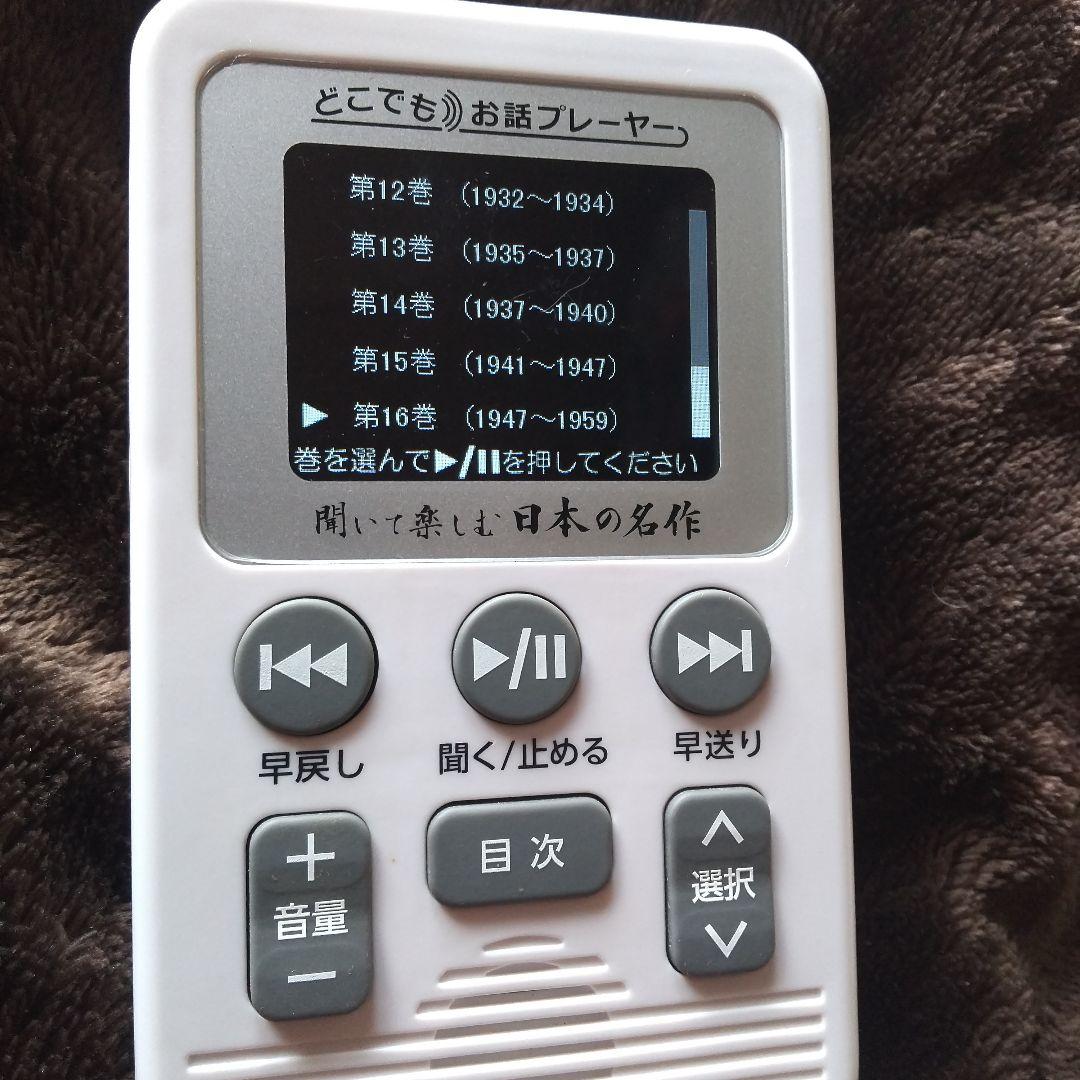 どこでもお話プレーヤー
第12巻 (1932～1934)
第13巻 (1935～1937)
第14巻 (1937～1940)
第15巻 (1941～1947)
▶ 第16巻 (1947～1959)
巻を選んで▶/❚❚を押してください
聞いて楽しむ日本の名作
早戻し
聞く/止める
早送り
＋
音量
－
目次
選択